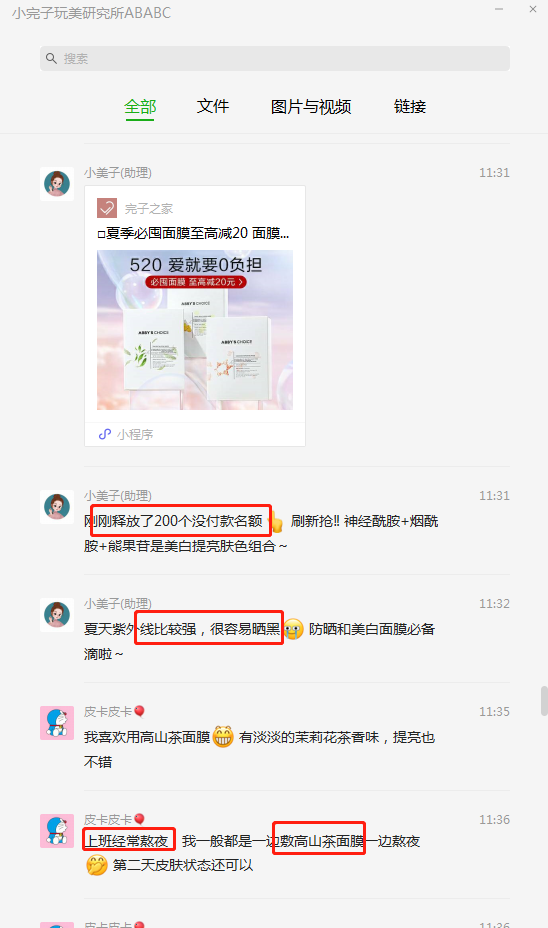 小完子玩美研究所ABABC
搜索
全部 文件 图片与视频 链接
小美子(助理) 11:31
完子之家
□夏季必囤面膜至高减20 面膜...
520 爱就要0负担
必囤面膜 至高减20元
ABBY'S CHOICE
ABBY'S CHOICE
ABBY'S CHOICE
小程序
小美子(助理) 11:31
刚刚释放了200个没付款名额👆 刷新抢‼ 神经酰胺+烟酰
胺+熊果苷是美白提亮肤色组合～
小美子(助理) 11:32
夏天紫外线比较强，很容易晒黑😭 防晒和美白面膜必备
滴啦～
皮卡皮卡🎈 11:35
我喜欢用高山茶面膜😁 有淡淡的茉莉花茶香味，提亮也
不错
皮卡皮卡🎈 11:36
上班经常熬夜 我一般都是一边敷高山茶面膜一边熬夜
🤭 第二天皮肤状态还可以
皮卡皮卡🎈 11:36